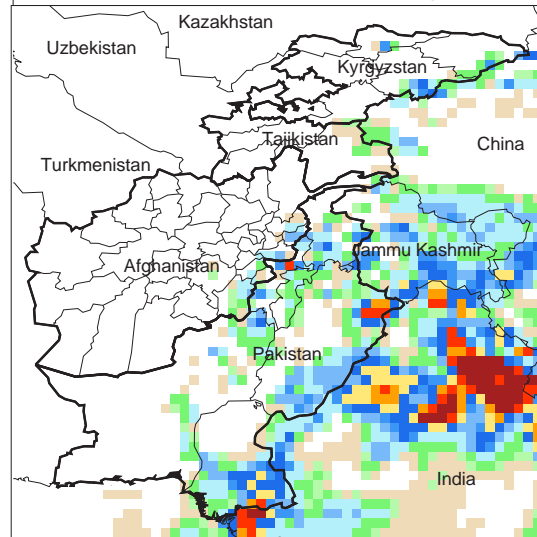 Kazakhstan
Uzbekistan
Kyrgyzstan
Tajikistan
China
Turkmenistan
Jammu Kashmir
Afghanistan
Pakistan
India